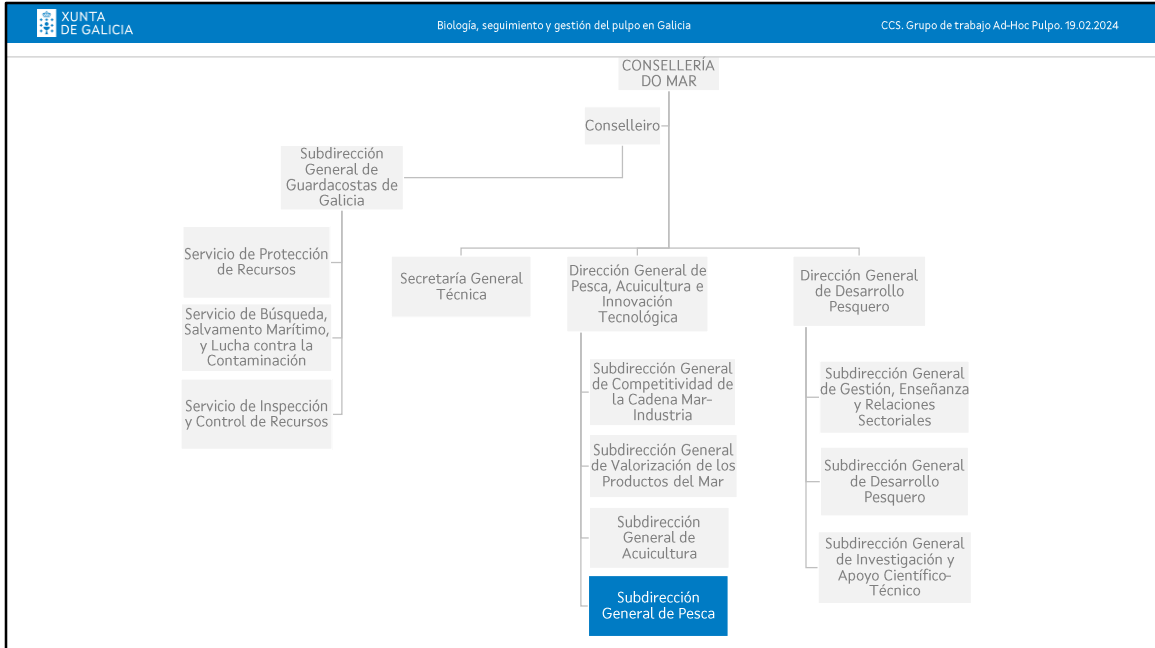 XUNTA
DE GALICIA
Biología, seguimiento y gestión del pulpo en Galicia
CCS. Grupo de trabajo Ad-Hoc Pulpo. 19.02.2024
CONSELLERÍA
DO MAR
Conselleiro
Subdirección
General de
Guardacostas de
Galicia
Servicio de Protección
de Recursos
Servicio de Búsqueda,
Salvamento Marítimo,
y Lucha contra la
Contaminación
Servicio de Inspección
y Control de Recursos
Secretaría General
Técnica
Dirección General de
Pesca, Acuicultura e
Innovación
Tecnológica
Subdirección General
de Competitividad de
la Cadena Mar-
Industria
Subdirección General
de Valorización de los
Productos del Mar
Subdirección
General de
Acuicultura
Subdirección
General de Pesca
Dirección General
de Desarrollo
Pesquero
Subdirección General
de Gestión, Enseñanza
y Relaciones
Sectoriales
Subdirección General
de Desarrollo
Pesquero
Subdirección General
de Investigación y
Apoyo Científico-
Técnico